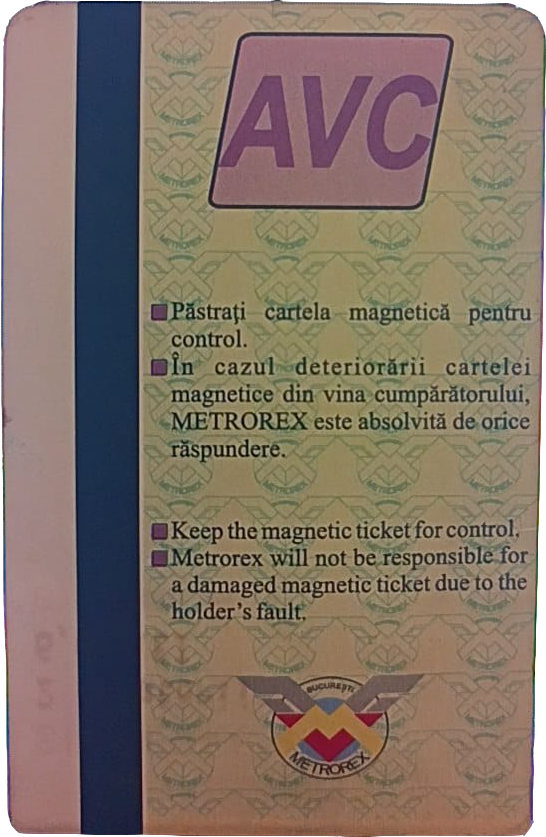 AVC
Păstrați cartela magnetică pentru
control.
În cazul deteriorării cartelei
magnetice din vina cumpărătorului,
METROREX este absolvită de orice
răspundere.
Keep the magnetic ticket for control.
Metrorex will not be responsible for
a damaged magnetic ticket due to the
holder's fault.
BUCUREȘTI
METROREX